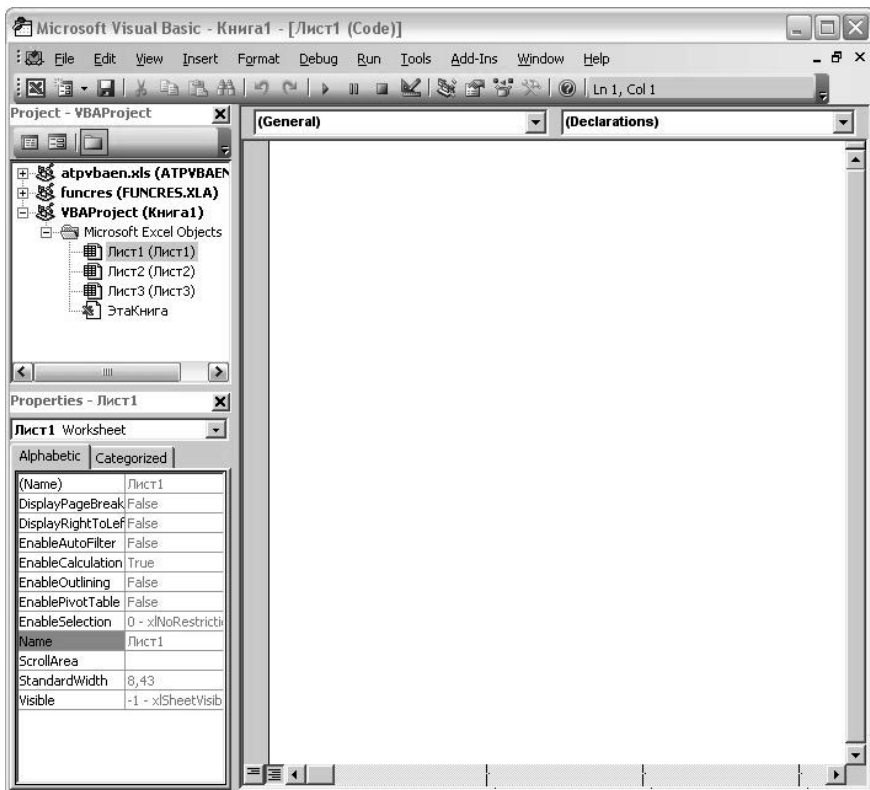 Microsoft Visual Basic - Книга1 - [Лист1 (Code)]
File Edit View Insert Format Debug Run Tools Add-Ins Window Help
Ln 1, Col 1
Project - VBAProject
atpvbaen.xls (ATPVBAEN
funcres (FUNCRES.XLA)
VBAProject (Книга1)
Microsoft Excel Objects
Лист1 (Лист1)
Лист2 (Лист2)
Лист3 (Лист3)
ЭтаКнига
Properties - Лист1
Лист1 Worksheet
Alphabetic Categorized
(Name) Лист1
DisplayPageBreak False
DisplayRightToLef False
EnableAutoFilter False
EnableCalculation True
EnableOutlining False
EnablePivotTable False
EnableSelection 0 - xlNoRestricti
Name Лист1
ScrollArea
StandardWidth 8,43
Visible -1 - xlSheetVisib
(General) (Declarations)